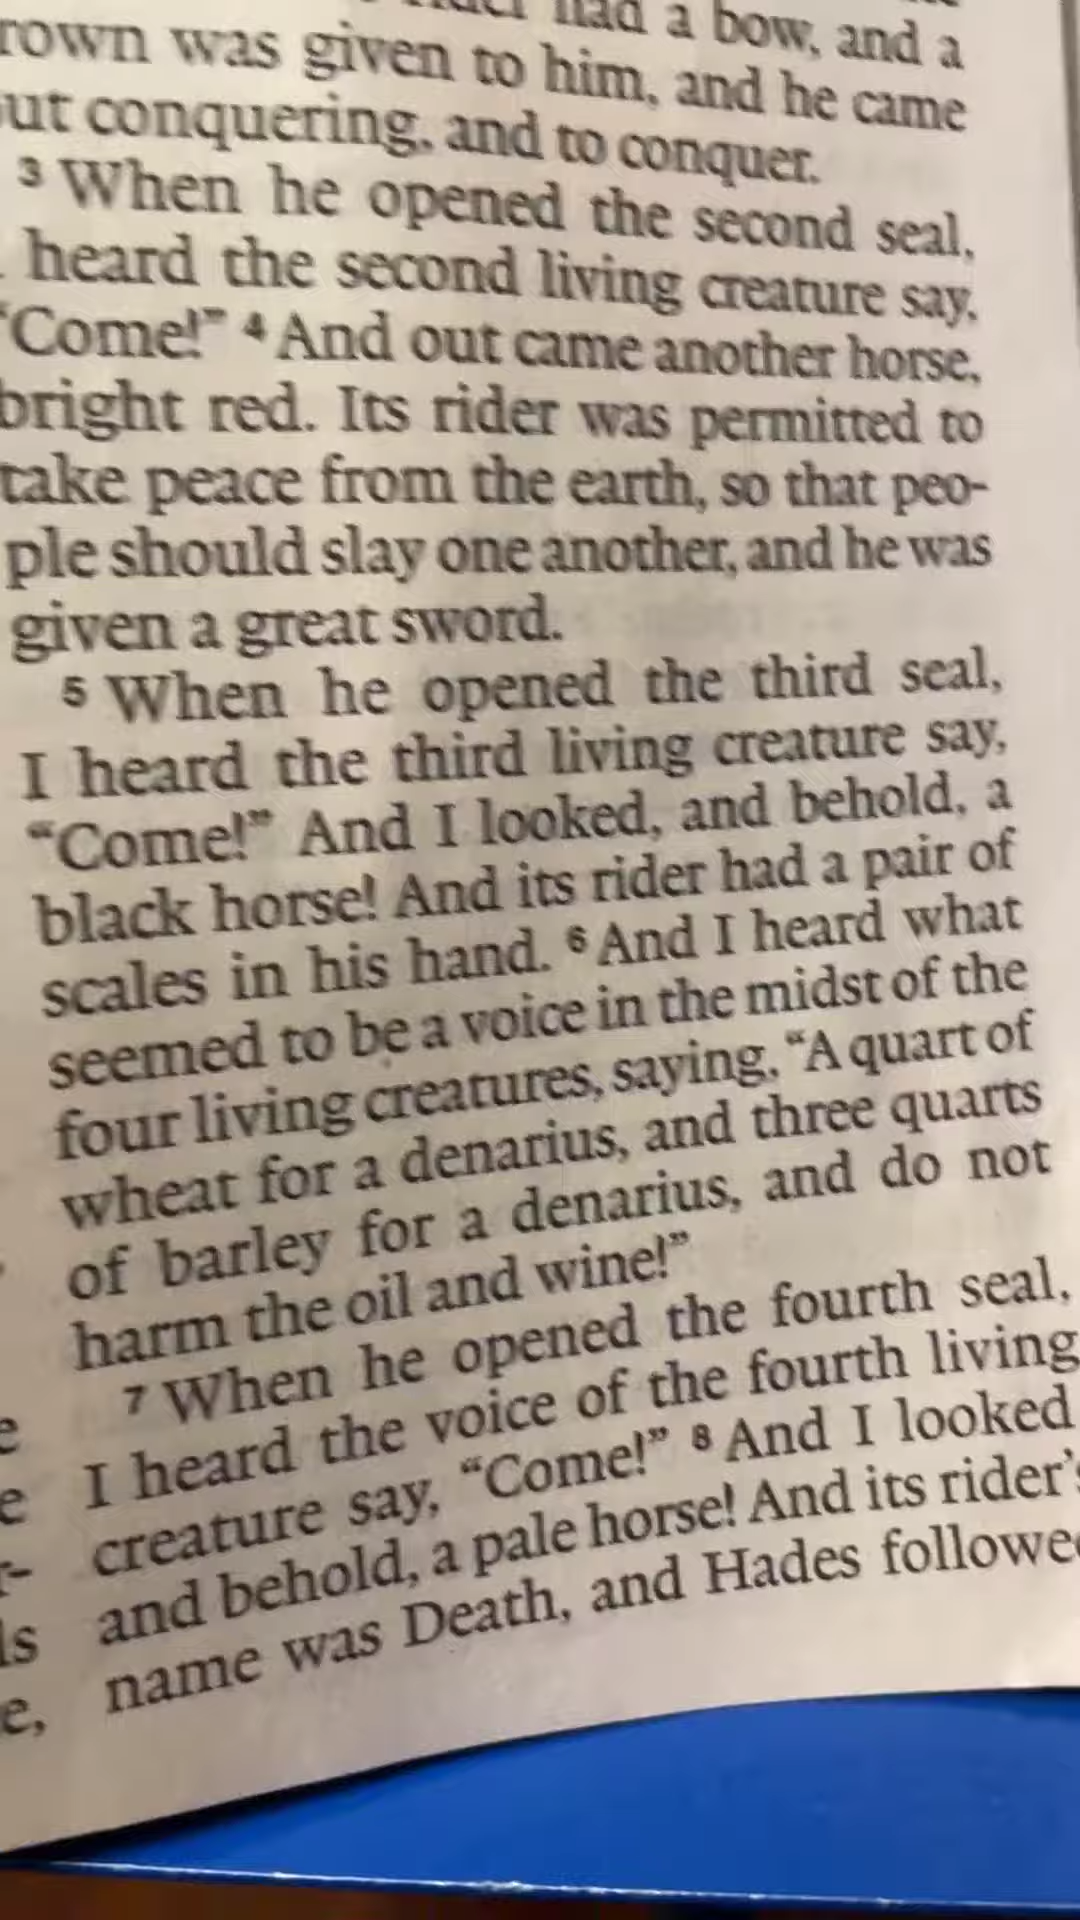 had a bow, and a
rown was given to him, and he came
ut conquering, and to conquer.
3 When he opened the second seal,
heard the second living creature say,
“Come!” 4 And out came another horse,
bright red. Its rider was permitted to
take peace from the earth, so that peo-
ple should slay one another, and he was
given a great sword.
5 When he opened the third seal,
I heard the third living creature say,
“Come!” And I looked, and behold, a
black horse! And its rider had a pair of
scales in his hand. 6 And I heard what
seemed to be a voice in the midst of the
four living creatures, saying, “A quart of
wheat for a denarius, and three quarts
of barley for a denarius, and do not
harm the oil and wine!”
7 When he opened the fourth seal,
I heard the voice of the fourth living
creature say, “Come!” 8 And I looked
and behold, a pale horse! And its rider’s
name was Death, and Hades followe